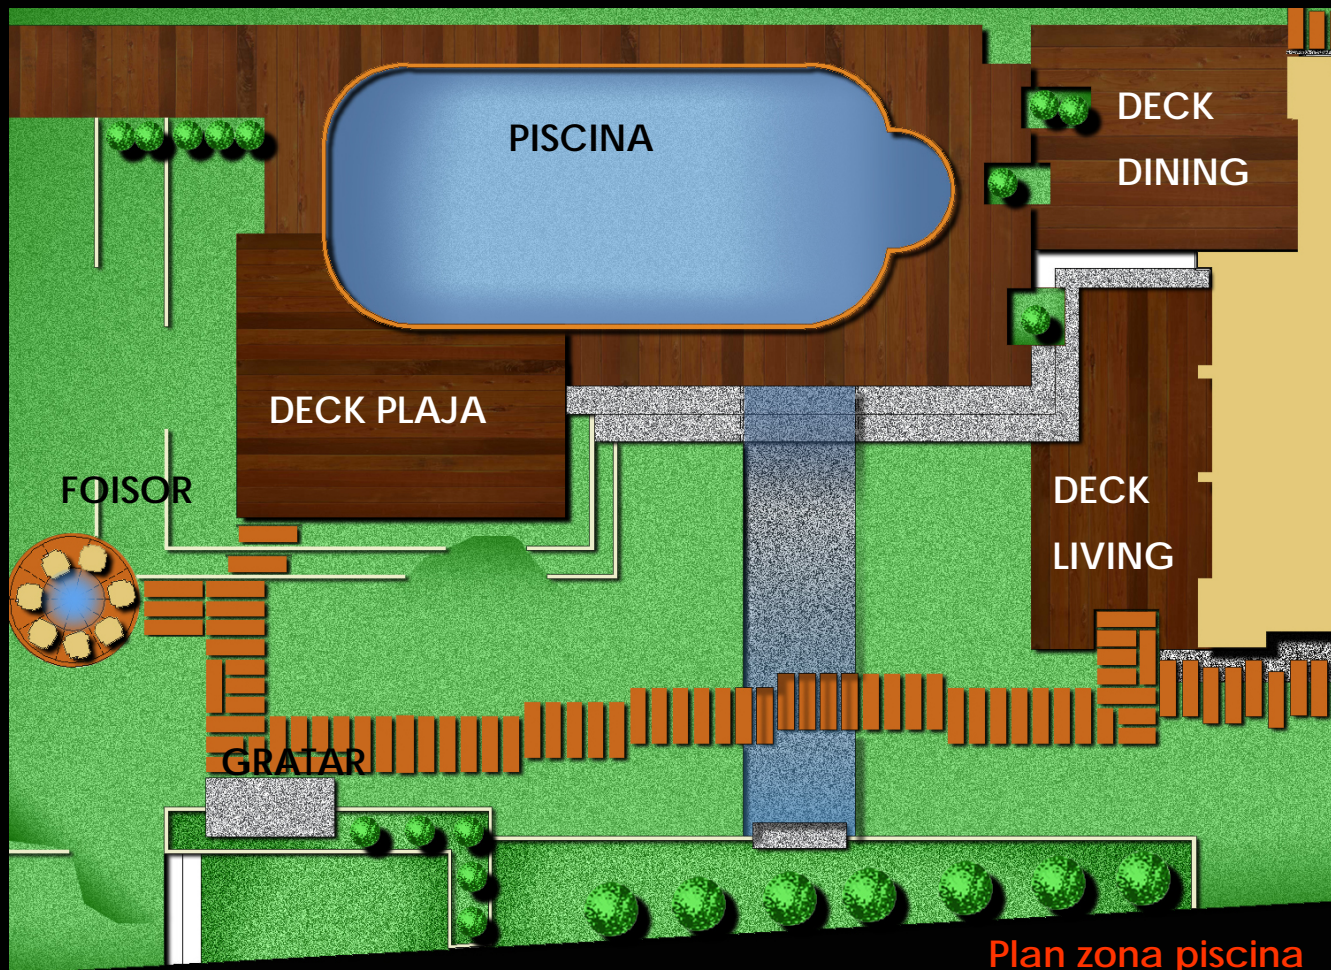 PISCINA
DECK
DINING
DECK PLAJA
FOISOR
DECK
LIVING
GRATAR
Plan zona piscina